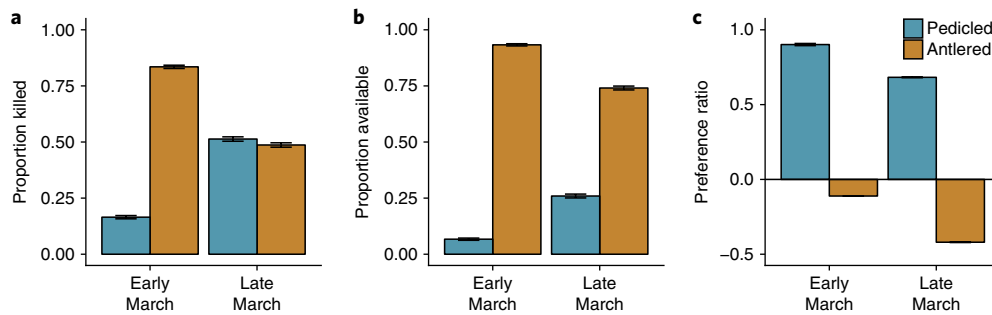 a
Proportion killed
1.00
0.75
0.50
0.25
0.00
Early
March
Late
March
b
Proportion available
1.00
0.75
0.50
0.25
0.00
Early
March
Late
March
c
Preference ratio
1.0
0.5
0.0
−0.5
Early
March
Late
March
Pedicled
Antlered